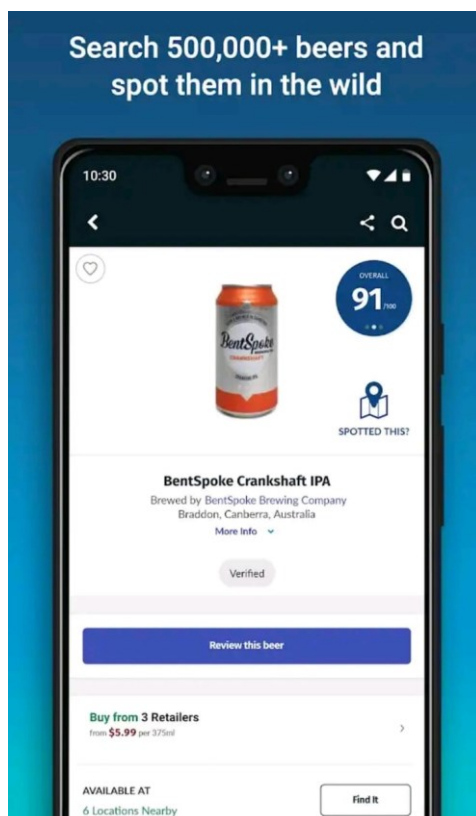 Search 500,000+ beers and
spot them in the wild
10:30
OVERALL
91/100
BentSpoke
CRANKSHAFT
SPOTTED THIS?
BentSpoke Crankshaft IPA
Brewed by BentSpoke Brewing Company
Braddon, Canberra, Australia
More Info
Verified
Review this beer
Buy from 3 Retailers
from $5.99 per 375ml
AVAILABLE AT
6 Locations Nearby
Find It